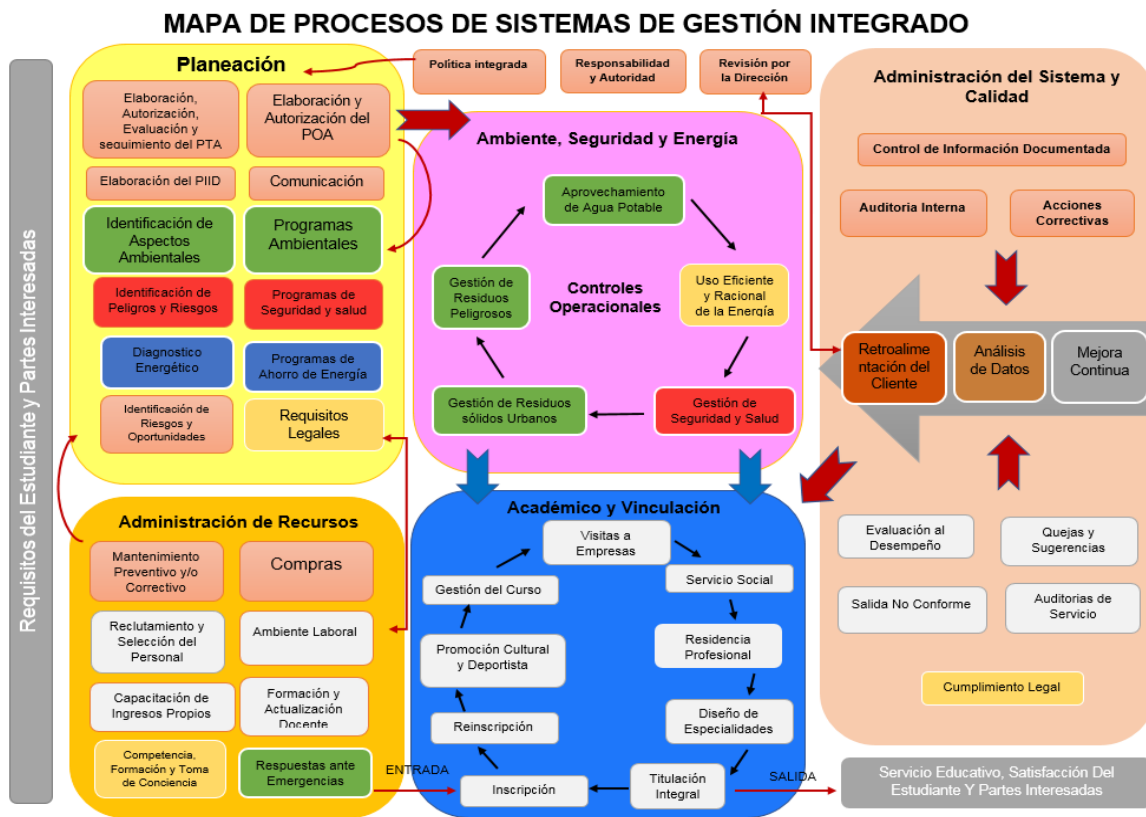 MAPA DE PROCESOS DE SISTEMAS DE GESTIÓN INTEGRADO
Requisitos del Estudiante y Partes Interesadas
Planeación
Elaboración,
Autorización,
Evaluación y
seguimiento del PTA
Elaboración y
Autorización del
POA
Elaboración del PIID
Comunicación
Identificación de
Aspectos
Ambientales
Programas
Ambientales
Identificación de
Peligros y Riesgos
Programas de
Seguridad y salud
Diagnostico
Energético
Programas de
Ahorro de Energía
Identificación de
Riesgos y
Oportunidades
Requisitos
Legales
Política integrada
Responsabilidad
y Autoridad
Revisión por
la Dirección
Ambiente, Seguridad y Energía
Aprovechamiento
de Agua Potable
Gestión de
Residuos
Peligrosos
Controles
Operacionales
Uso Eficiente
y Racional
de la Energía
Gestión de Residuos
sólidos Urbanos
Gestión de
Seguridad y Salud
Administración del Sistema y
Calidad
Control de Información Documentada
Auditoria Interna
Acciones
Correctivas
Retroalime
ntación del
Cliente
Análisis
de Datos
Mejora
Continua
Evaluación al
Desempeño
Quejas y
Sugerencias
Salida No Conforme
Auditorias de
Servicio
Cumplimiento Legal
Administración de Recursos
Mantenimiento
Preventivo y/o
Correctivo
Compras
Reclutamiento y
Selección del
Personal
Ambiente Laboral
Capacitación de
Ingresos Propios
Formación y
Actualización
Docente
Competencia,
Formación y Toma
de Conciencia
Respuestas ante
Emergencias
ENTRADA
Académico y Vinculación
Visitas a
Empresas
Gestión del Curso
Servicio Social
Promoción Cultural
y Deportista
Residencia
Profesional
Reinscripción
Diseño de
Especialidades
Inscripción
Titulación
Integral
SALIDA
Servicio Educativo, Satisfacción Del
Estudiante Y Partes Interesadas